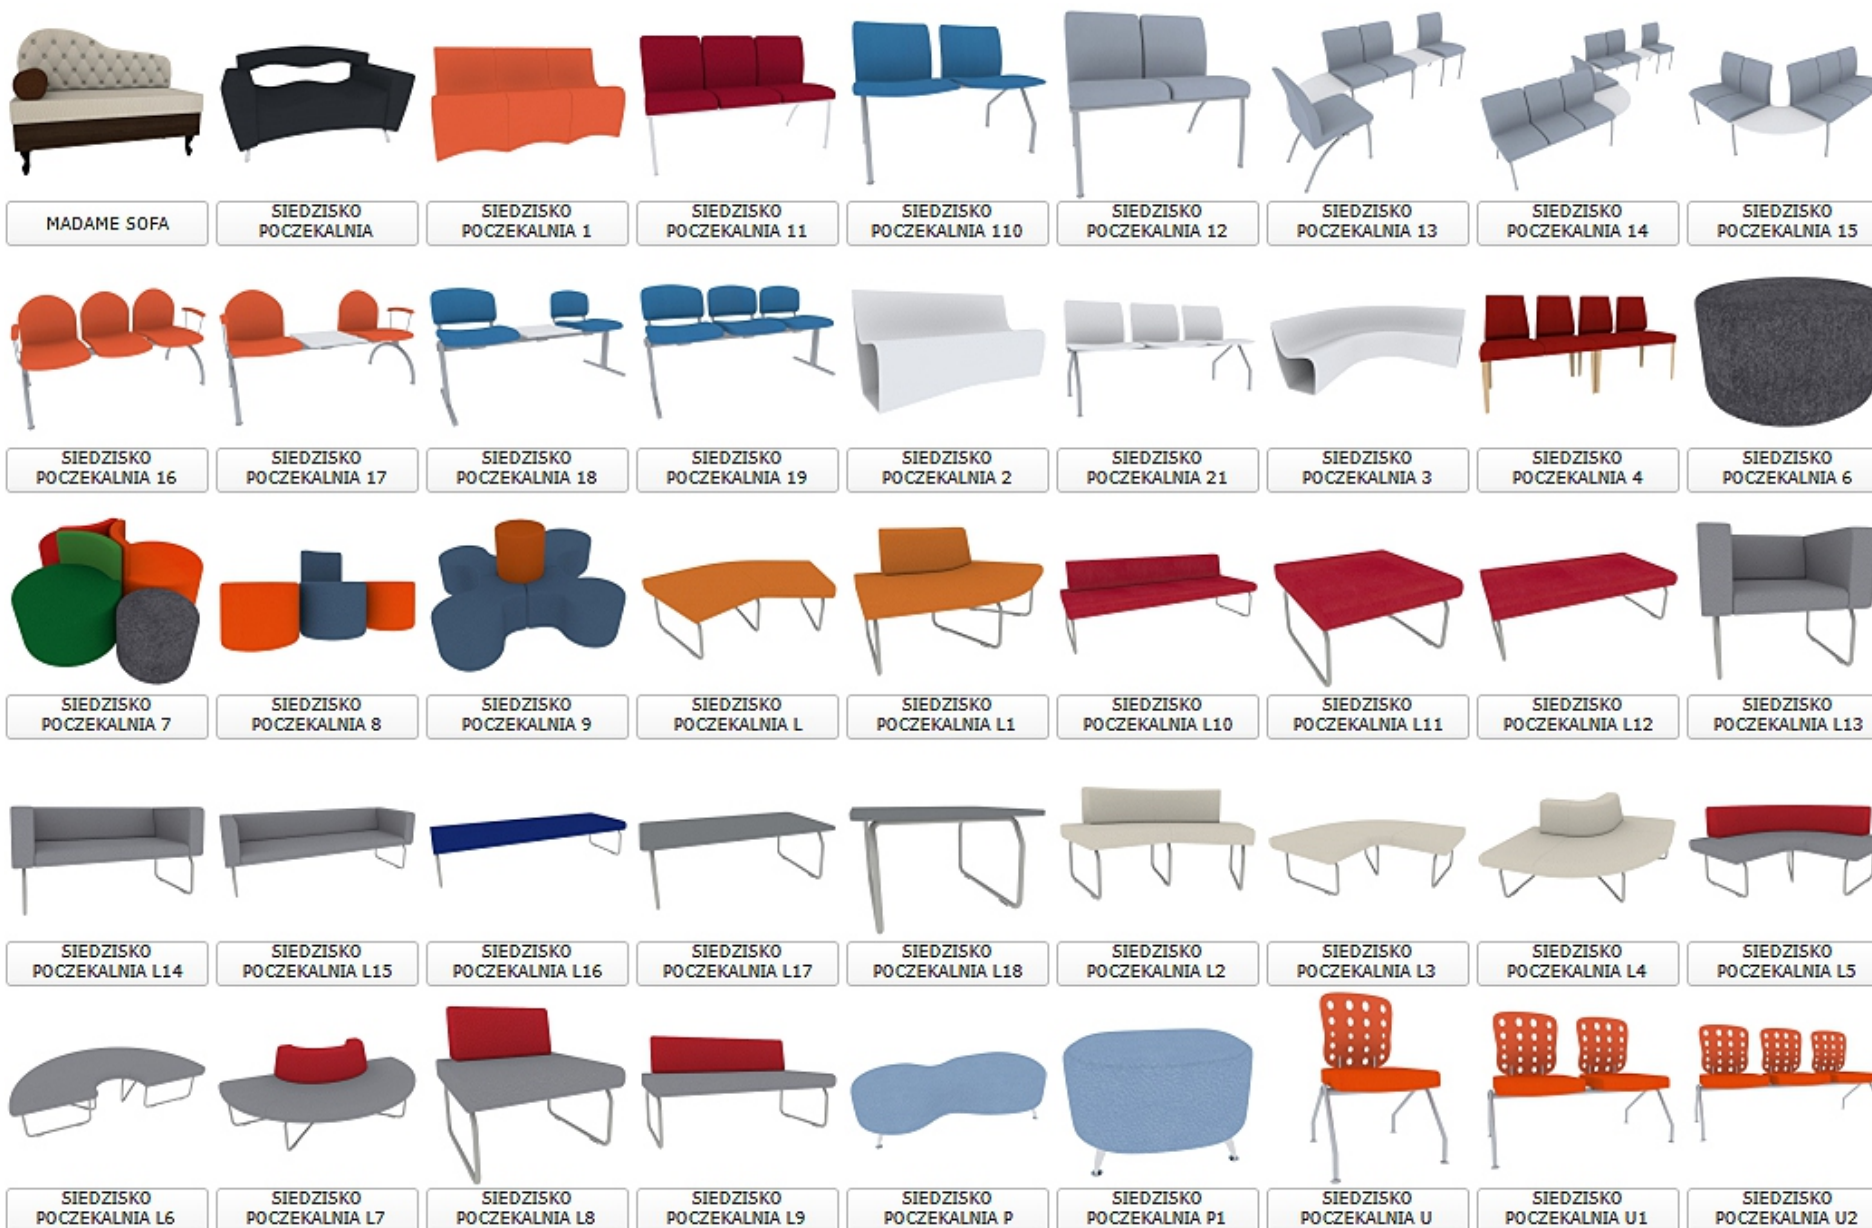 MADAME SOFA
SIEDZISKO
POCZEKALNIA
SIEDZISKO
POCZEKALNIA 1
SIEDZISKO
POCZEKALNIA 11
SIEDZISKO
POCZEKALNIA 110
SIEDZISKO
POCZEKALNIA 12
SIEDZISKO
POCZEKALNIA 13
SIEDZISKO
POCZEKALNIA 14
SIEDZISKO
POCZEKALNIA 15
SIEDZISKO
POCZEKALNIA 16
SIEDZISKO
POCZEKALNIA 17
SIEDZISKO
POCZEKALNIA 18
SIEDZISKO
POCZEKALNIA 19
SIEDZISKO
POCZEKALNIA 2
SIEDZISKO
POCZEKALNIA 21
SIEDZISKO
POCZEKALNIA 3
SIEDZISKO
POCZEKALNIA 4
SIEDZISKO
POCZEKALNIA 6
SIEDZISKO
POCZEKALNIA 7
SIEDZISKO
POCZEKALNIA 8
SIEDZISKO
POCZEKALNIA 9
SIEDZISKO
POCZEKALNIA L
SIEDZISKO
POCZEKALNIA L1
SIEDZISKO
POCZEKALNIA L10
SIEDZISKO
POCZEKALNIA L11
SIEDZISKO
POCZEKALNIA L12
SIEDZISKO
POCZEKALNIA L13
SIEDZISKO
POCZEKALNIA L14
SIEDZISKO
POCZEKALNIA L15
SIEDZISKO
POCZEKALNIA L16
SIEDZISKO
POCZEKALNIA L17
SIEDZISKO
POCZEKALNIA L18
SIEDZISKO
POCZEKALNIA L2
SIEDZISKO
POCZEKALNIA L3
SIEDZISKO
POCZEKALNIA L4
SIEDZISKO
POCZEKALNIA L5
SIEDZISKO
POCZEKALNIA L6
SIEDZISKO
POCZEKALNIA L7
SIEDZISKO
POCZEKALNIA L8
SIEDZISKO
POCZEKALNIA L9
SIEDZISKO
POCZEKALNIA P
SIEDZISKO
POCZEKALNIA P1
SIEDZISKO
POCZEKALNIA U
SIEDZISKO
POCZEKALNIA U1
SIEDZISKO
POCZEKALNIA U2